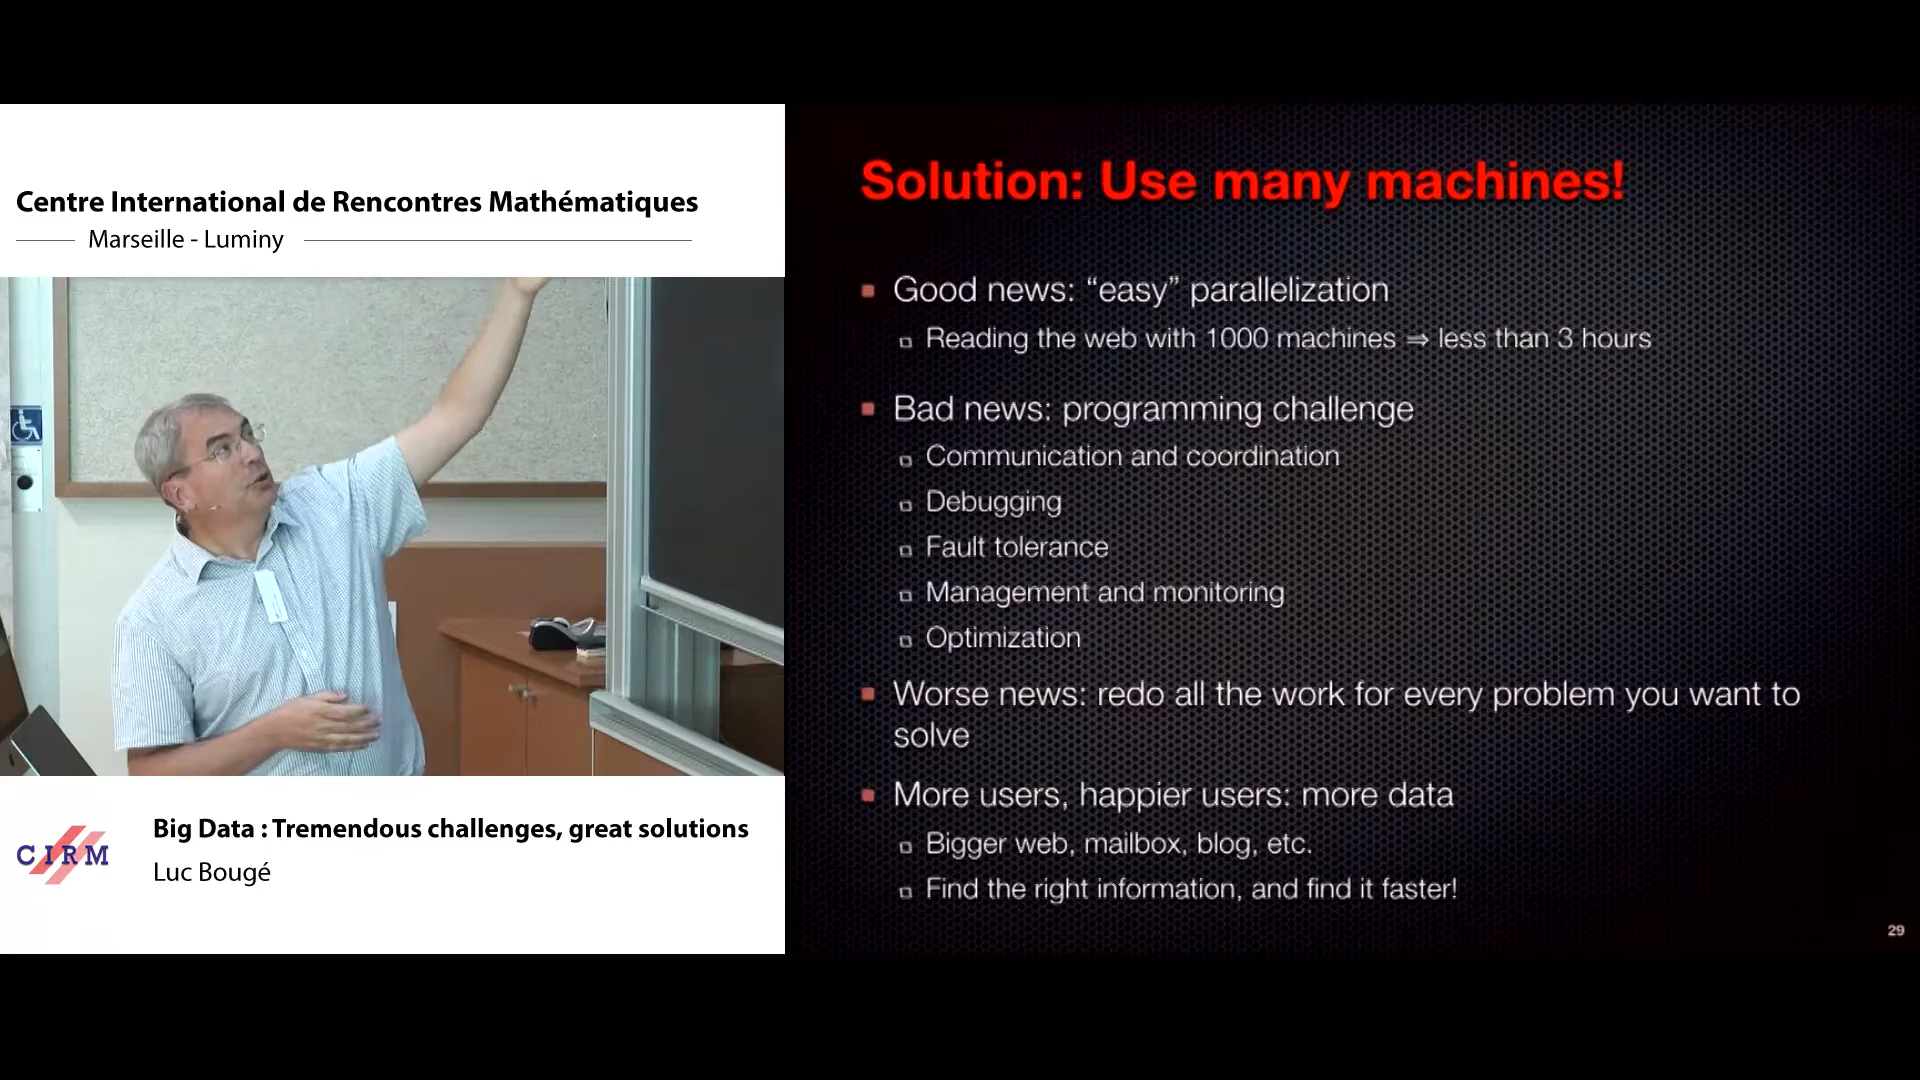 Centre International de Rencontres Mathématiques
Marseille - Luminy
CIRM
Big Data : Tremendous challenges, great solutions
Luc Bougé
Solution: Use many machines!
Good news: “easy” parallelization
Reading the web with 1000 machines ⇒ less than 3 hours
Bad news: programming challenge
Communication and coordination
Debugging
Fault tolerance
Management and monitoring
Optimization
Worse news: redo all the work for every problem you want to
solve
More users, happier users: more data
Bigger web, mailbox, blog, etc.
Find the right information, and find it faster!
29